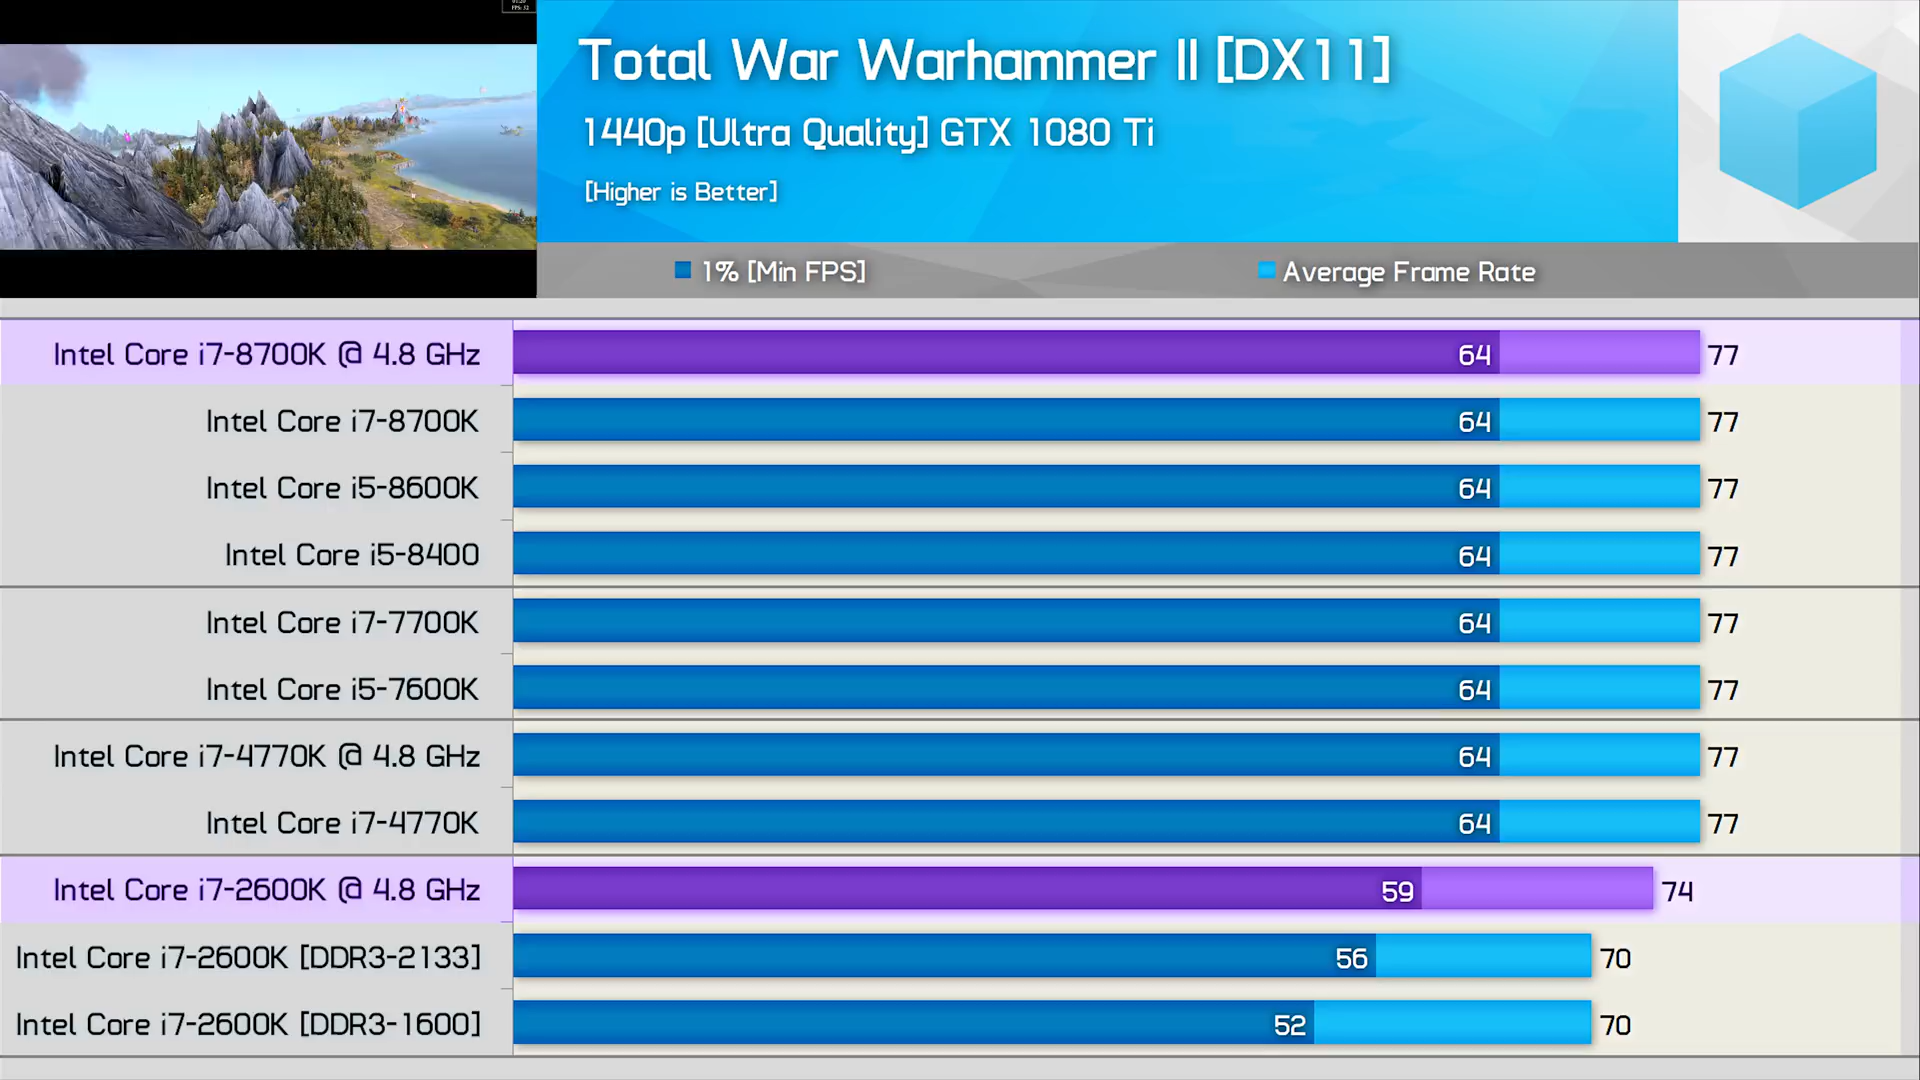 Total War Warhammer II [DX11]
1440p [Ultra Quality] GTX 1080 Ti
[Higher is Better]
1% [Min FPS] Average Frame Rate
Intel Core i7-8700K @ 4.8 GHz 64 77
Intel Core i7-8700K 64 77
Intel Core i5-8600K 64 77
Intel Core i5-8400 64 77
Intel Core i7-7700K 64 77
Intel Core i5-7600K 64 77
Intel Core i7-4770K @ 4.8 GHz 64 77
Intel Core i7-4770K 64 77
Intel Core i7-2600K @ 4.8 GHz 59 74
Intel Core i7-2600K [DDR3-2133] 56 70
Intel Core i7-2600K [DDR3-1600] 52 70